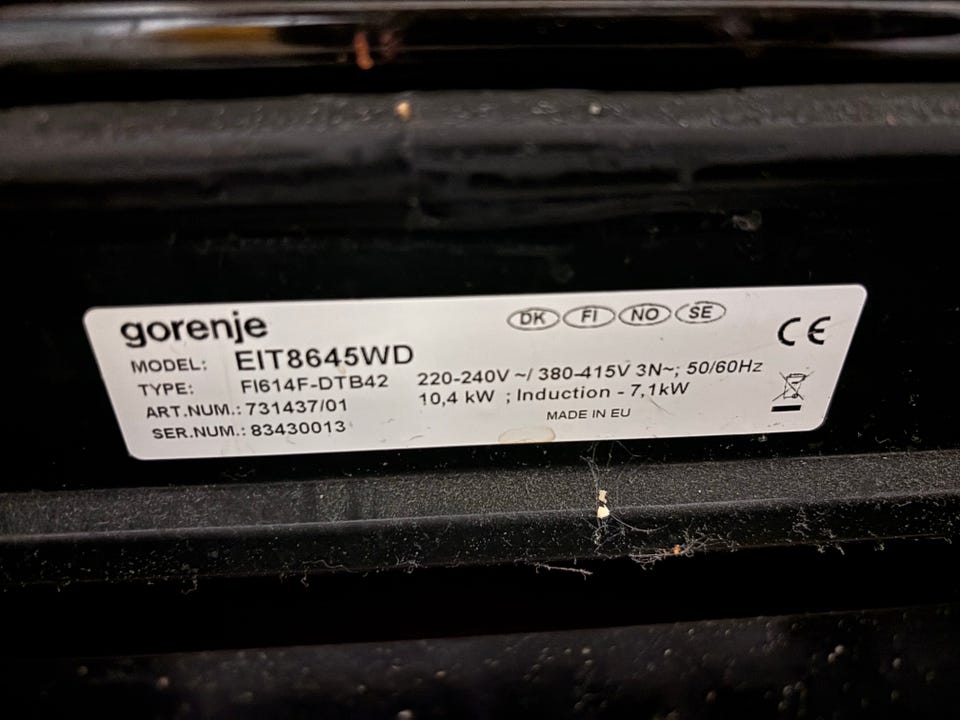 gorenje
DK FI NO SE
CE
MODEL: EIT8645WD
TYPE: FI614F-DTB42
220-240V ~/ 380-415V 3N~; 50/60Hz
ART.NUM.: 731437/01
10,4 kW ; Induction - 7,1kW
SER.NUM.: 83430013
MADE IN EU